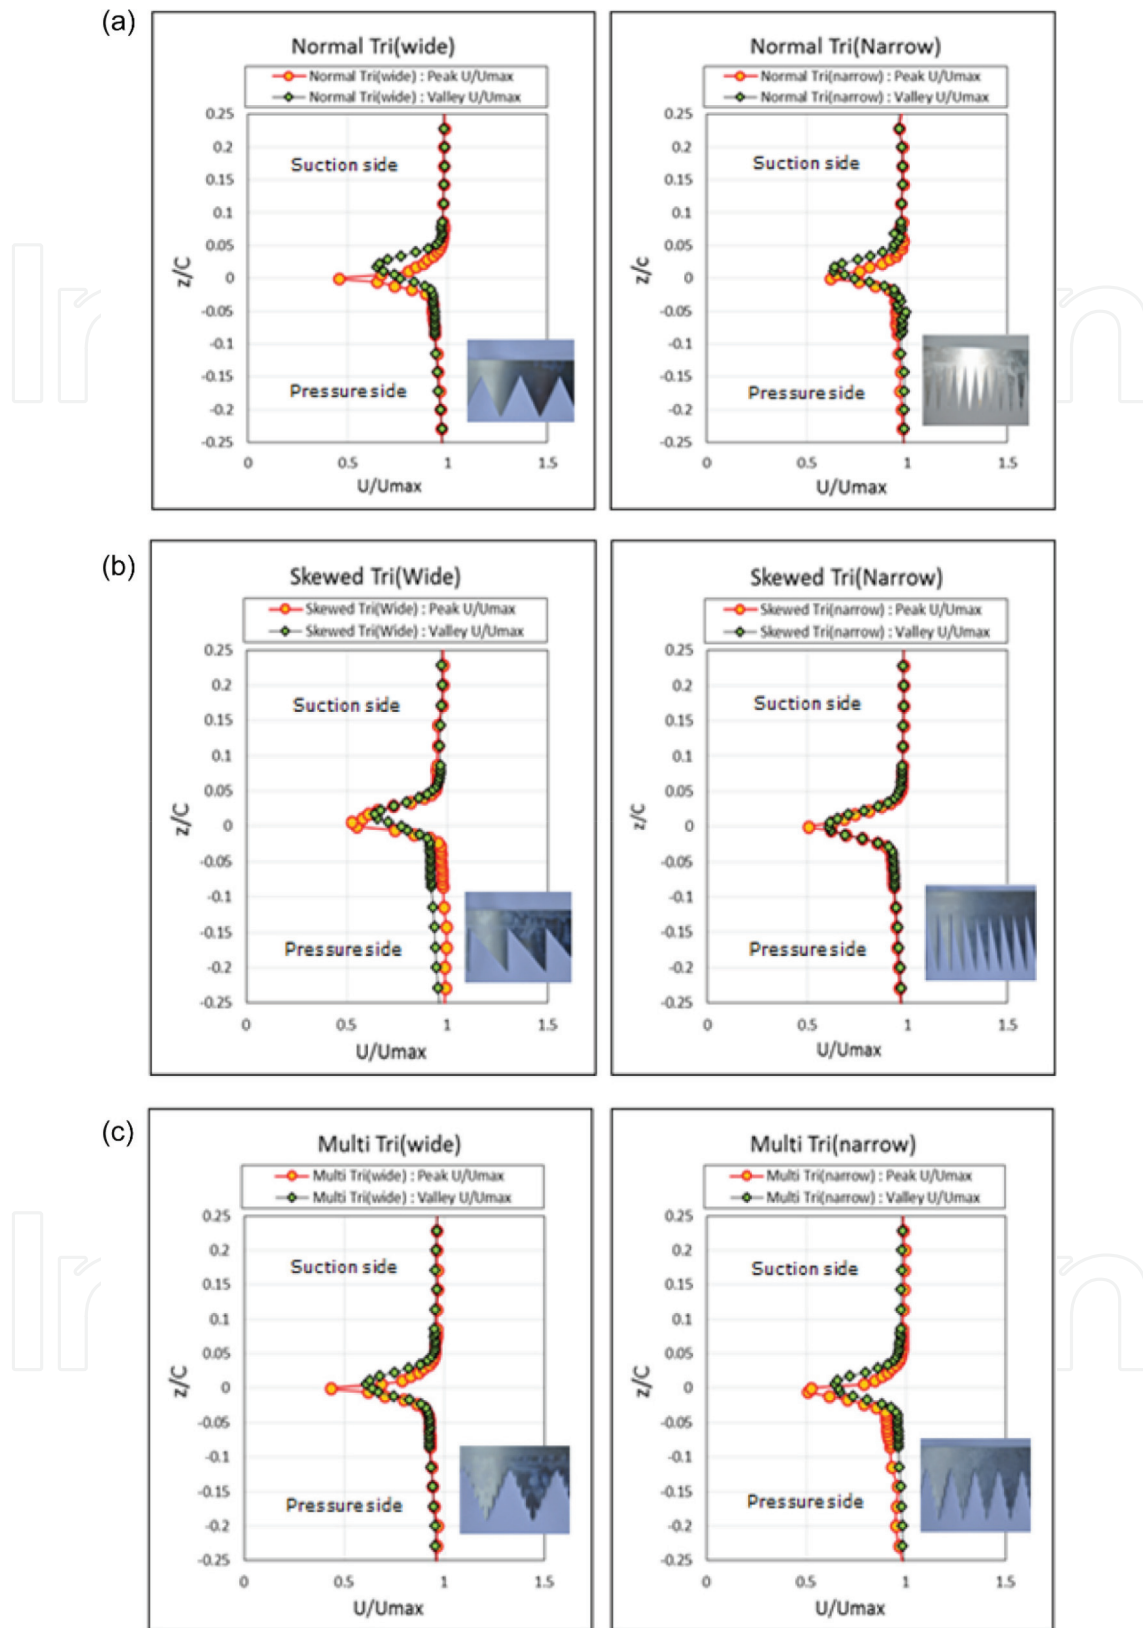 (a)
Normal Tri(wide)
Normal Tri(wide) : Peak U/Umax
Normal Tri(wide) : Valley U/Umax
0.25
0.2
0.15
0.1
0.05
0
-0.05
-0.1
-0.15
-0.2
-0.25
z/C
Suction side
Pressure side
0 0.5 1 1.5
U/Umax
Normal Tri(Narrow)
Normal Tri(narrow) : Peak U/Umax
Normal Tri(narrow) : Valley U/Umax
0.25
0.2
0.15
0.1
0.05
0
-0.05
-0.1
-0.15
-0.2
-0.25
z/c
Suction side
Pressure side
0 0.5 1 1.5
U/Umax
(b)
Skewed Tri(Wide)
Skewed Tri(Wide) : Peak U/Umax
Skewed Tri(Wide) : Valley U/Umax
0.25
0.2
0.15
0.1
0.05
0
-0.05
-0.1
-0.15
-0.2
-0.25
z/C
Suction side
Pressure side
0 0.5 1 1.5
U/Umax
Skewed Tri(Narrow)
Skewed Tri(narrow) : Peak U/Umax
Skewed Tri(narrow) : Valley U/Umax
0.25
0.2
0.15
0.1
0.05
0
-0.05
-0.1
-0.15
-0.2
-0.25
z/C
Suction side
Pressure side
0 0.5 1 1.5
U/Umax
(c)
Multi Tri(wide)
Multi Tri(wide) : Peak U/Umax
Multi Tri(wide) : Valley U/Umax
0.25
0.2
0.15
0.1
0.05
0
-0.05
-0.1
-0.15
-0.2
-0.25
z/C
Suction side
Pressure side
0 0.5 1 1.5
U/Umax
Multi Tri(narrow)
Multi Tri(narrow) : Peak U/Umax
Multi Tri(narrow) : Valley U/Umax
0.25
0.2
0.15
0.1
0.05
0
-0.05
-0.1
-0.15
-0.2
-0.25
z/C
Suction side
Pressure side
0 0.5 1 1.5
U/Umax